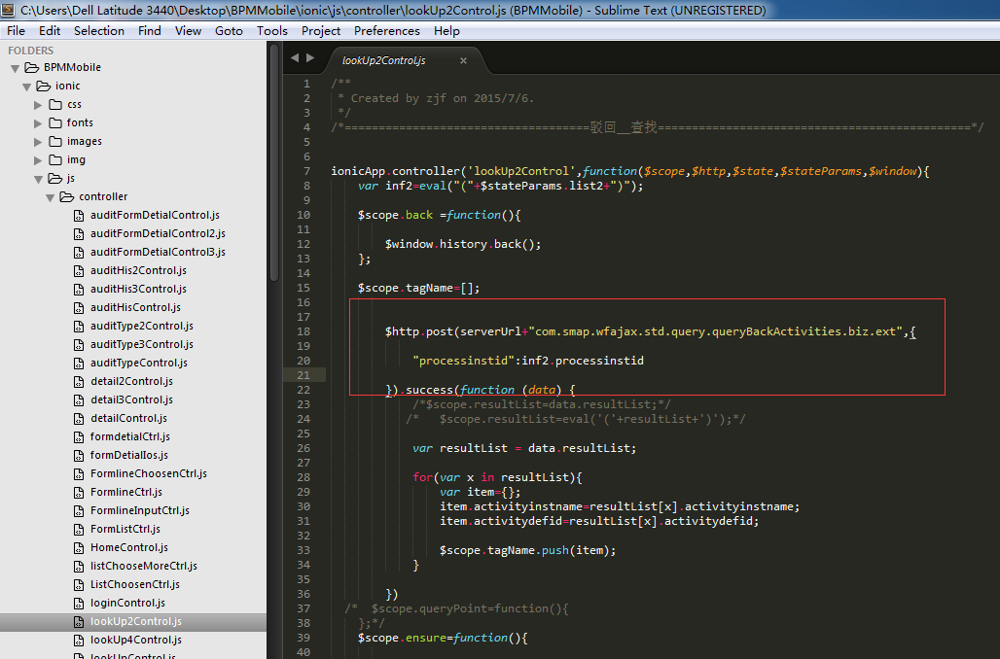 C:\Users\Dell Latitude 3440\Desktop\BPMMobile\ionic\js\controller\lookUp2Control.js (BPMMobile) - Sublime Text (UNREGISTERED)
File Edit Selection Find View Goto Tools Project Preferences Help
FOLDERS
BPMMobile
ionic
css
fonts
images
img
js
controller
auditFormDetialControl.js
auditFormDetialControl2.js
auditFormDetialControl3.js
auditHis2Control.js
auditHis3Control.js
auditHisControl.js
auditType2Control.js
auditType3Control.js
auditTypeControl.js
detail2Control.js
detail3Control.js
detailControl.js
formdetialCtrl.js
formDetialIos.js
FormlineChoosenCtrl.js
FormlineCtrl.js
FormlineInputCtrl.js
FormListCtrl.js
HomeControl.js
listChooseMoreCtrl.js
ListChoosenCtrl.js
loginControl.js
lookUp2Control.js
lookUp4Control.js
lookUpControl.js
lookUp2Control.js ×
1 /**
2 * Created by zjf on 2015/7/6.
3 */
4 /*====================================驳回__查找==============================================*/
5
6
7 ionicApp.controller('lookUp2Control',function($scope,$http,$state,$stateParams,$window){
8 var inf2=eval("("+$stateParams.list2+")");
9
10 $scope.back =function(){
11
12 $window.history.back();
13 };
14
15 $scope.tagName=[];
16
17
18 $http.post(serverUrl+"com.smap.wfajax.std.query.queryBackActivities.biz.ext",{
19
20 "processinstid":inf2.processinstid
21
22 }).success(function (data) {
23 /*$scope.resultList=data.resultList;*/
24 /* $scope.resultList=eval('('+resultList+')');*/
25
26 var resultList = data.resultList;
27
28 for(var x in resultList){
29 var item={};
30 item.activityinstname=resultList[x].activityinstname;
31 item.activitydefid=resultList[x].activitydefid;
32
33 $scope.tagName.push(item);
34 }
35
36 })
37 /* $scope.queryPoint=function(){
38 };*/
39 $scope.ensure=function(){
40